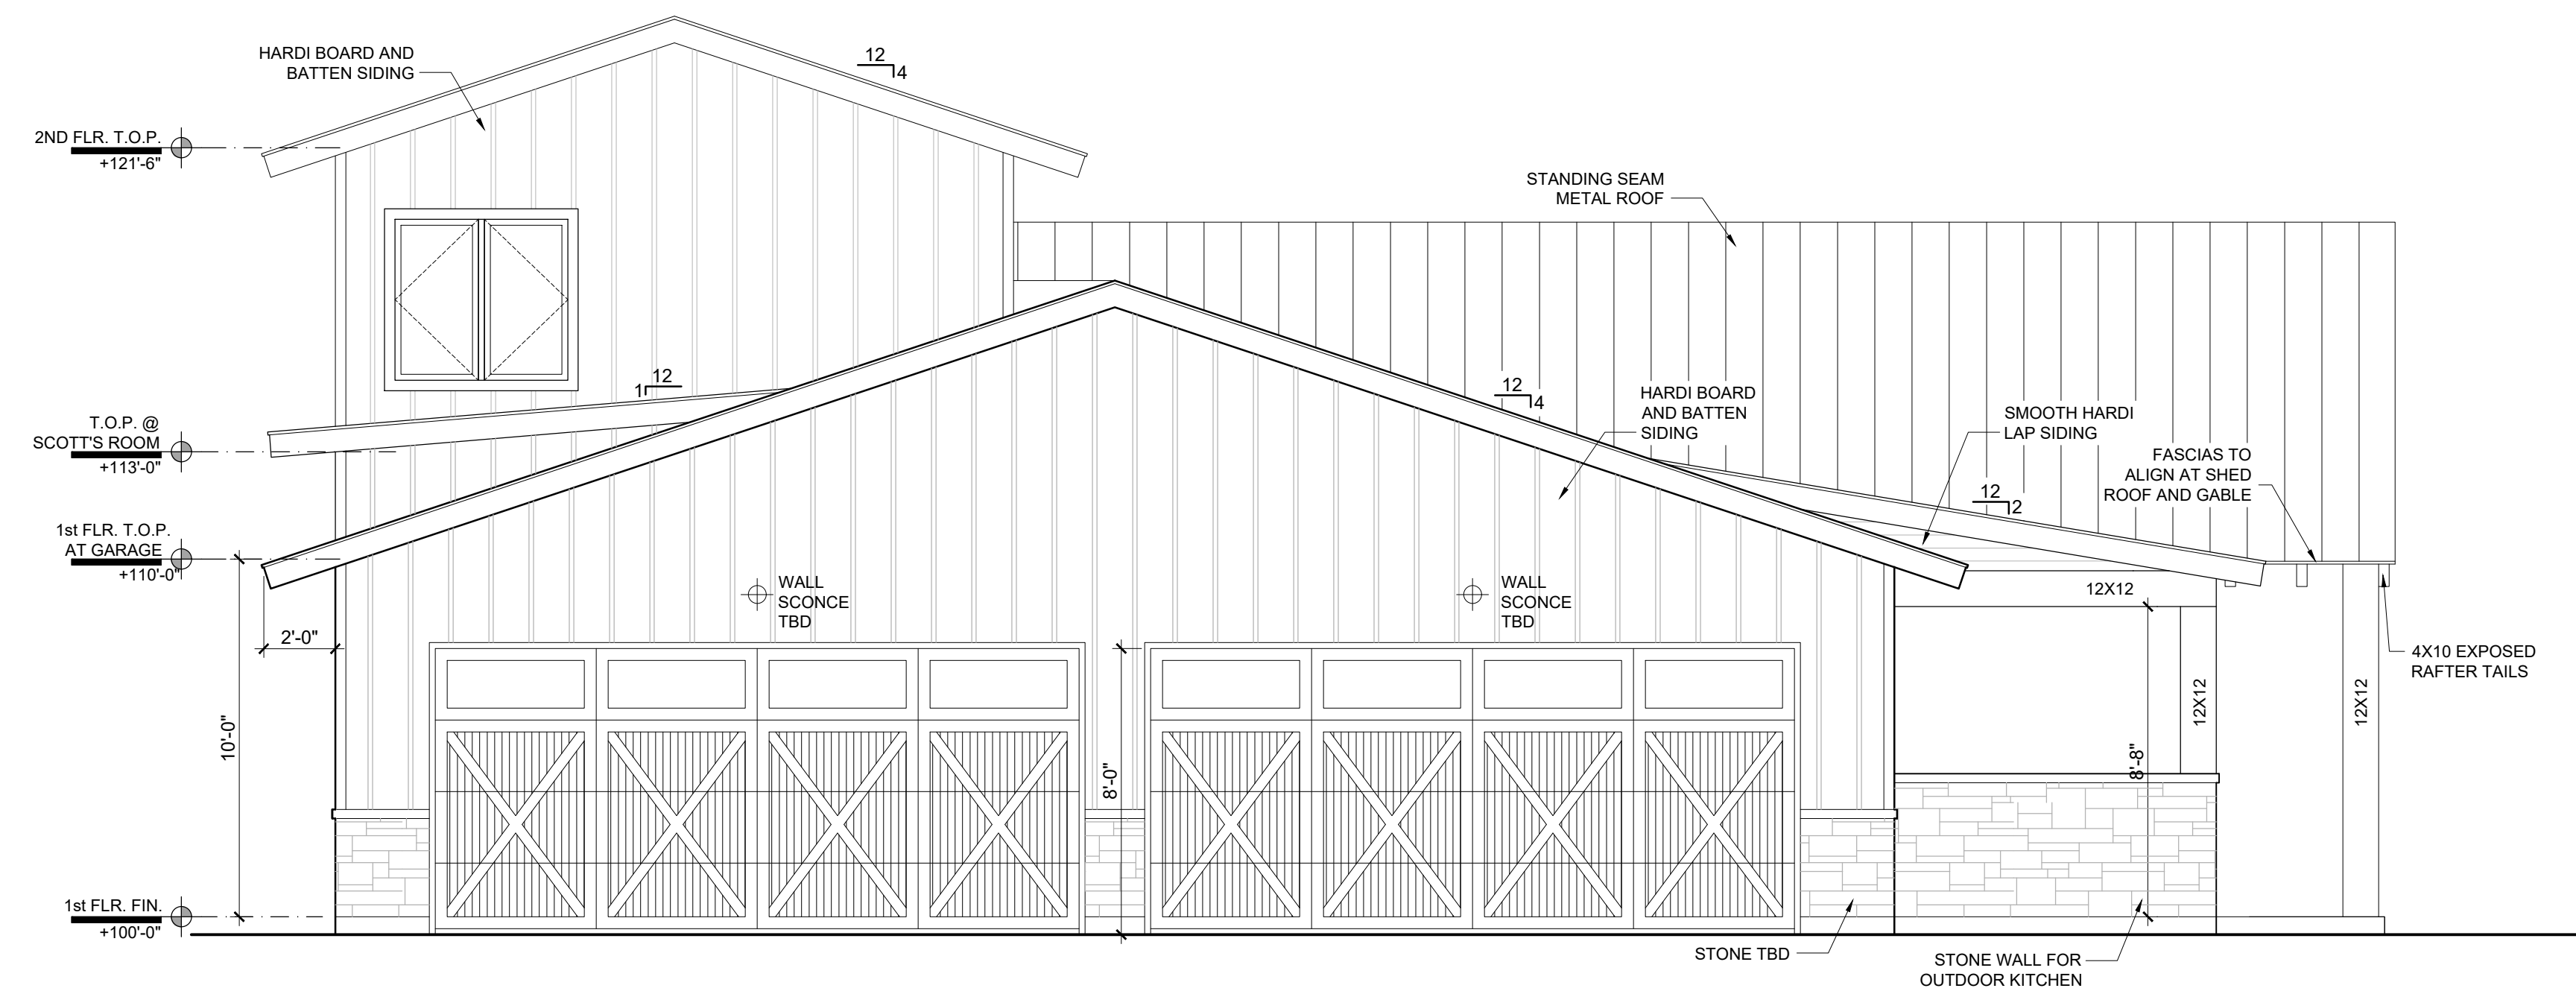 HARDI BOARD AND
BATTEN SIDING
12
4
2ND FLR. T.O.P.
+121'-6"
STANDING SEAM
METAL ROOF
12
1
12
4
HARDI BOARD
AND BATTEN
SIDING
SMOOTH HARDI
LAP SIDING
T.O.P. @
SCOTT'S ROOM
+113'-0"
FASCIAS TO
ALIGN AT SHED
ROOF AND GABLE
12
2
1st FLR. T.O.P.
AT GARAGE
+110'-0"
WALL
SCONCE
TBD
WALL
SCONCE
TBD
12X12
2'-0"
4X10 EXPOSED
RAFTER TAILS
12X12
12X12
10'-0"
8'-0"
8'-8"
1st FLR. FIN.
+100'-0"
STONE TBD
STONE WALL FOR
OUTDOOR KITCHEN